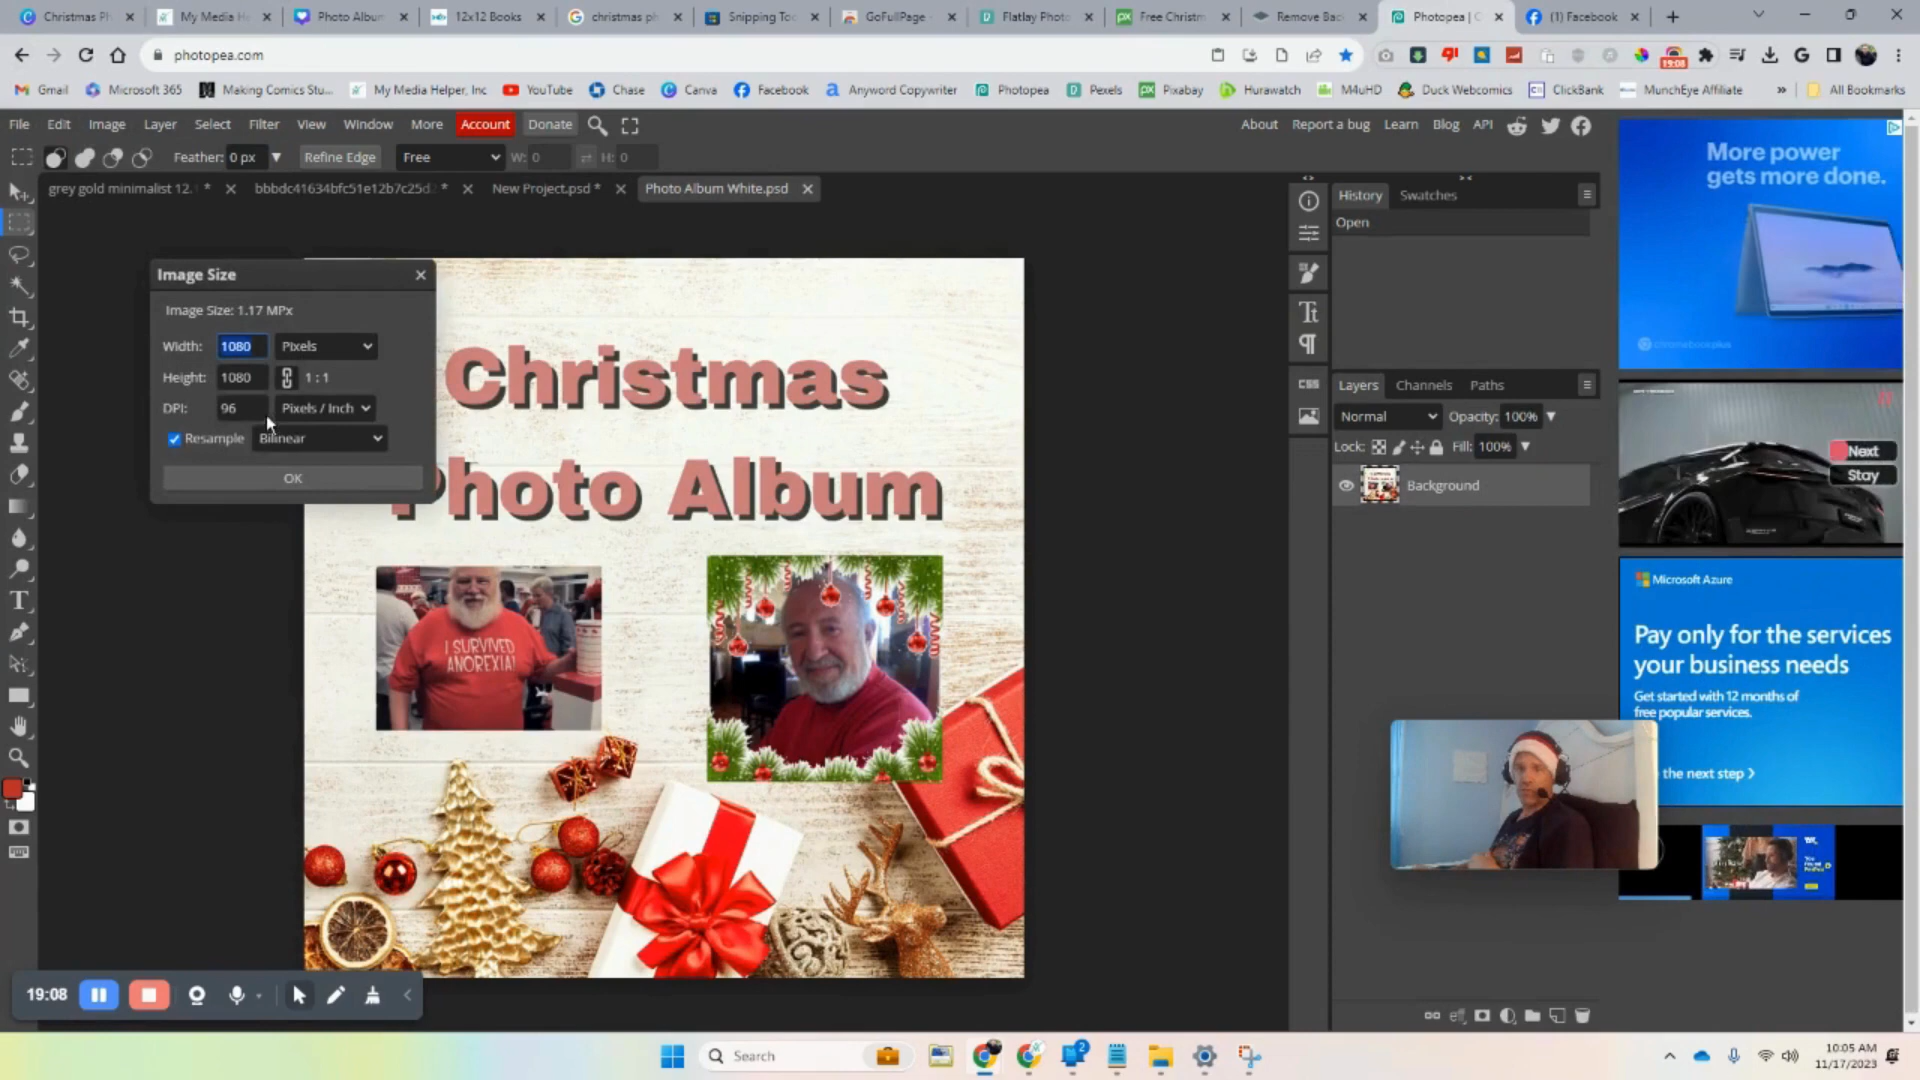 Christmas Ph
My Media H
Photo Albun
12x12 Books
christmas ph
Snipping Too
GoFullPage -
Flatlay Photo
Free Christm
Remove Bac
Photopea | C
(1) Facebook
photopea.com
19:08
Gmail
Microsoft 365
Making Comics Stu...
My Media Helper, Inc
YouTube
Chase
Canva
Facebook
Anyword Copywriter
Photopea
Pexels
Pixabay
Hurawatch
M4uHD
Duck Webcomics
ClickBank
MunchEye Affiliate
»
All Bookmarks
File Edit Image Layer Select Filter View Window More Account Donate
About Report a bug Learn Blog API
Feather: 0 px
Refine Edge
Free
W: 0
H: 0
grey gold minimalist 12. *
bbbdc41634bfc51e12b7c25d. *
New Project.psd *
Photo Album White.psd
History
Swatches
Open
Image Size
Image Size: 1.17 MPx
Width: 1080 Pixels
Height: 1080 1 : 1
DPI: 96 Pixels / Inch
Resample Bilinear
OK
Christmas
Photo Album
I SURVIVED
ANOREXIA!
CSS
Layers
Channels
Paths
Normal
Opacity: 100%
Lock:
Fill: 100%
Background
More power
gets more done.
chromebookplus
Next
Stay
Microsoft Azure
Pay only for the services
your business needs
Get started with 12 months of
free popular services.
the next step >
19:08
Search
2
10:05 AM
11/17/2023